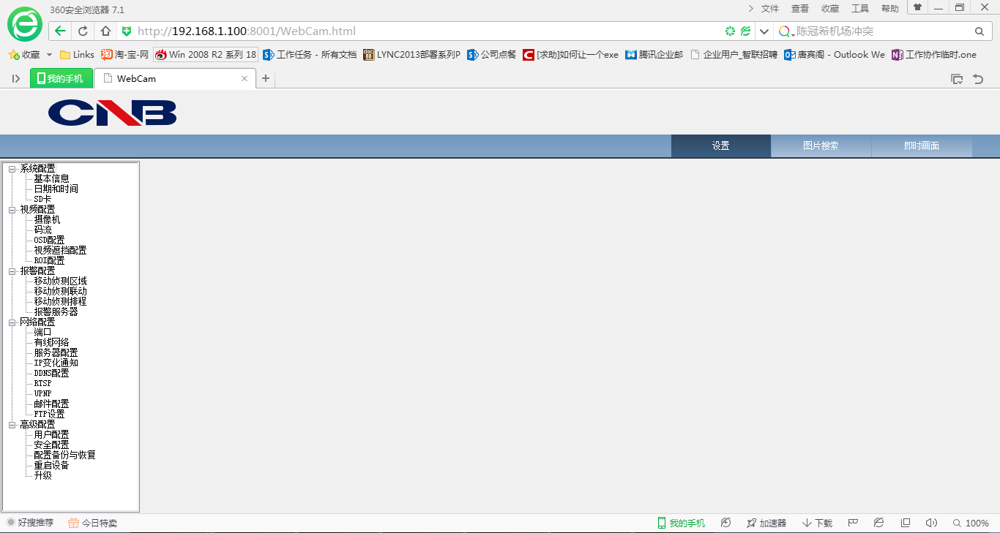 360安全浏览器 7.1
文件 查看 收藏 工具 帮助
http://192.168.1.100:8001/WebCam.html
陈冠希机场冲突
收藏 Links 淘-宝-网 Win 2008 R2 系列 18 工作任务 - 所有文档 LYNC2013部署系列P 公司点餐 [求助]如何让一个exe 腾讯企业邮 企业用户_智联招聘 唐宾阁 - Outlook We 工作协作临时.one
我的手机 WebCam
CNB
设置 图片搜索 即时画面
系统配置
基本信息
日期和时间
SD卡
视频配置
摄像机
码流
OSD配置
视频遮挡配置
ROI配置
报警配置
移动侦测区域
移动侦测联动
移动侦测排程
报警服务器
网络配置
端口
有线网络
服务器配置
IP变化通知
DDNS配置
RTSP
UPNP
邮件配置
FTP设置
高级配置
用户配置
安全配置
配置备份与恢复
重启设备
升级
好搜推荐 今日特卖 我的手机 加速器 下载 100%